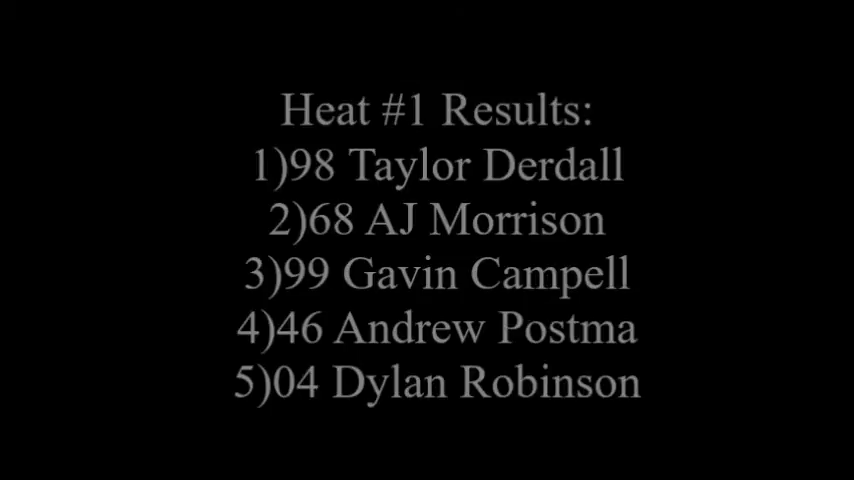 Heat #1 Results:
1)98 Taylor Derdall
2)68 AJ Morrison
3)99 Gavin Campell
4)46 Andrew Postma
5)04 Dylan Robinson